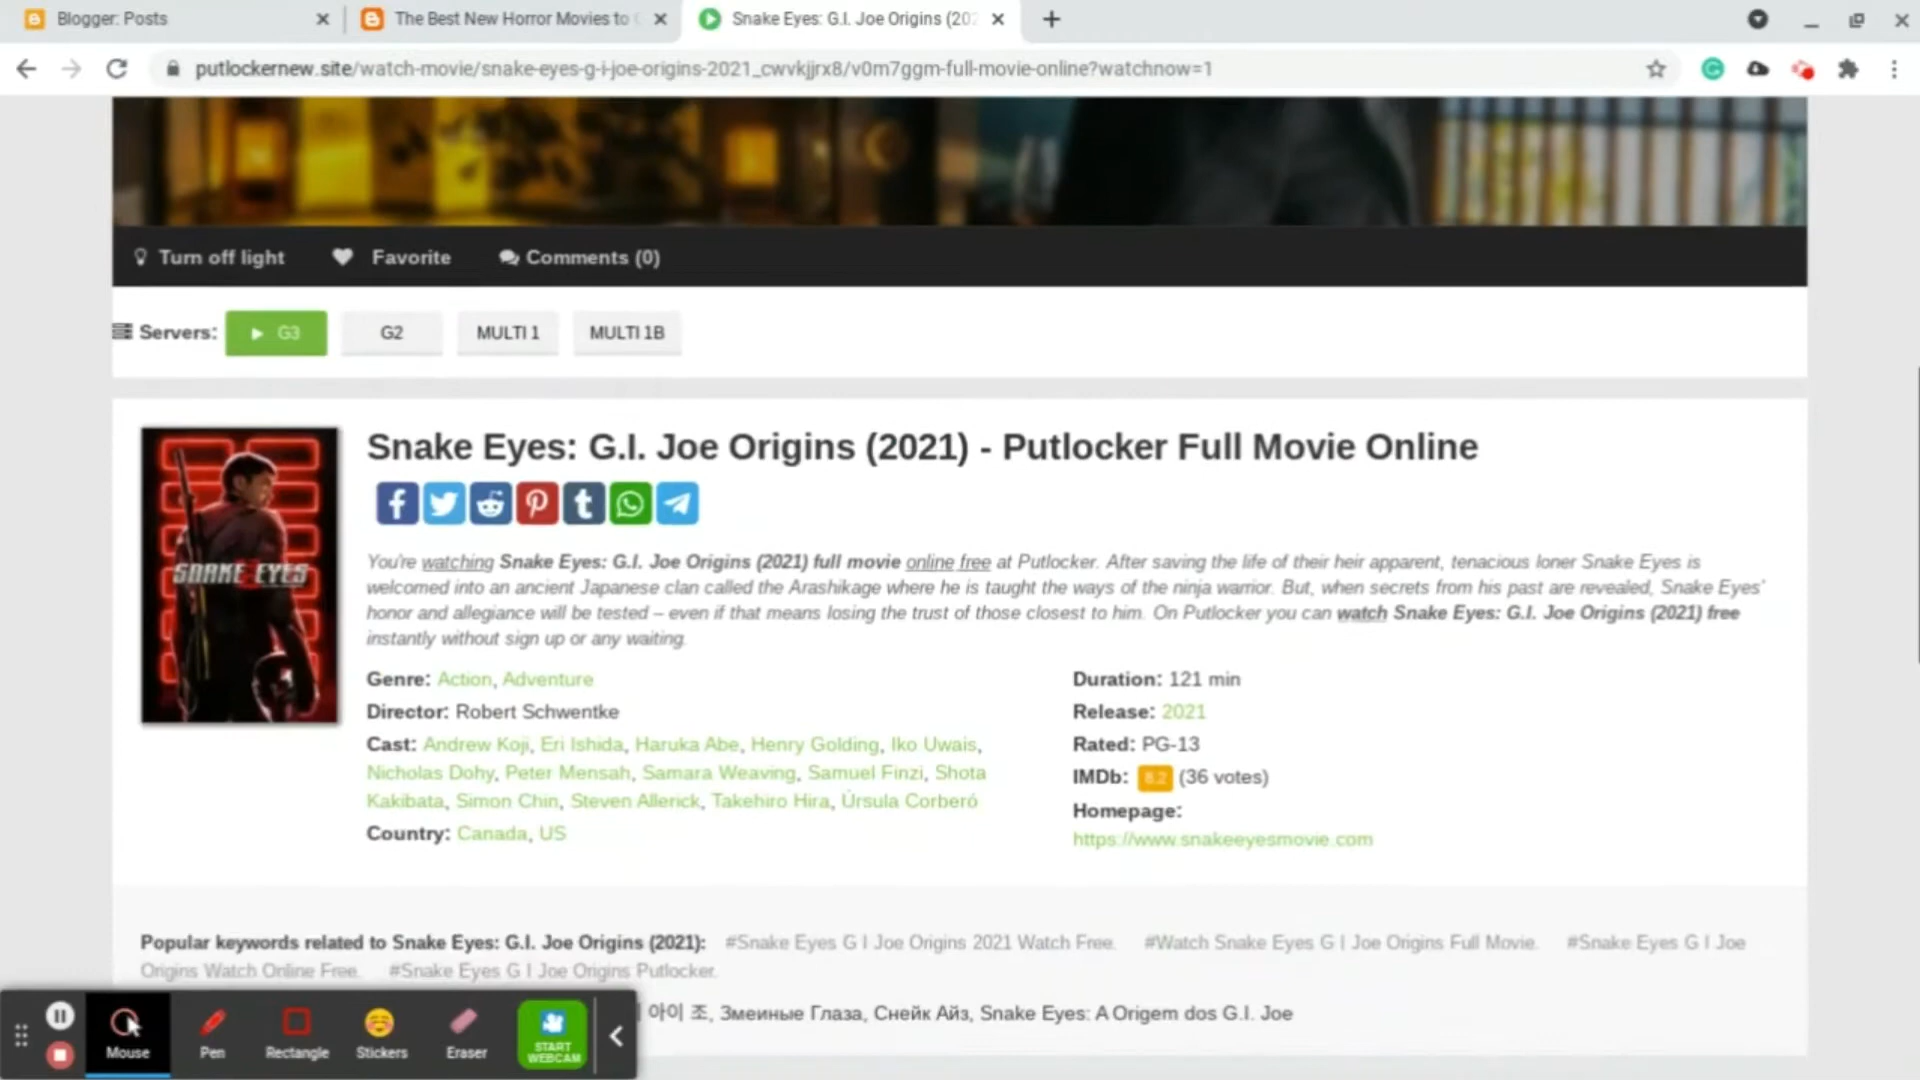 Blogger: Posts
The Best New Horror Movies to
Snake Eyes: G.I. Joe Origins (202
putlockernew.site/watch-movie/snake-eyes-g-i-joe-origins-2021_cwvkjjrx8/v0m7ggm-full-movie-online?watchnow=1
Turn off light
Favorite
Comments (0)
Servers:
G3
G2
MULTI 1
MULTI 1B
SNAKE EYES
Snake Eyes: G.I. Joe Origins (2021) - Putlocker Full Movie Online
You're watching Snake Eyes: G.I. Joe Origins (2021) full movie online free at Putlocker. After saving the life of their heir apparent, tenacious loner Snake Eyes is
welcomed into an ancient Japanese clan called the Arashikage where he is taught the ways of the ninja warrior. But, when secrets from his past are revealed, Snake Eyes'
honor and allegiance will be tested – even if that means losing the trust of those closest to him. On Putlocker you can watch Snake Eyes: G.I. Joe Origins (2021) free
instantly without sign up or any waiting.
Genre: Action, Adventure
Director: Robert Schwentke
Cast: Andrew Koji, Eri Ishida, Haruka Abe, Henry Golding, Iko Uwais,
Nicholas Dohy, Peter Mensah, Samara Weaving, Samuel Finzi, Shota
Kakibata, Simon Chin, Steven Allerick, Takehiro Hira, Úrsula Corberó
Country: Canada, US
Duration: 121 min
Release: 2021
Rated: PG-13
IMDb: (36 votes)
Homepage:
https://www.snakeeyesmovie.com
Popular keywords related to Snake Eyes: G.I. Joe Origins (2021): #Snake Eyes G I Joe Origins 2021 Watch Free. #Watch Snake Eyes G I Joe Origins Full Movie. #Snake Eyes G I Joe
Origins Watch Online Free. #Snake Eyes G I Joe Origins Putlocker.
아이 조, Змеиные Глаза, Снейк Айз, Snake Eyes: A Origem dos G.I. Joe
Mouse
Pen
Rectangle
Stickers
Eraser
START
WEBCAM